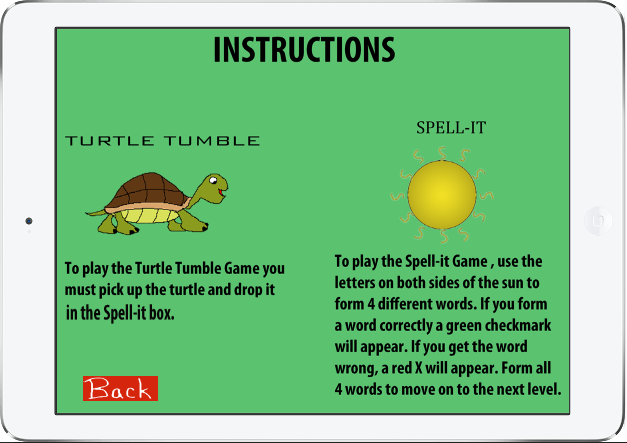 INSTRUCTIONS
TURTLE TUMBLE
To play the Turtle Tumble Game you
must pick up the turtle and drop it
in the Spell-it box.
SPELL-IT
To play the Spell-it Game , use the
letters on both sides of the sun to
form 4 different words. If you form
a word correctly a green checkmark
will appear. If you get the word
wrong, a red X will appear. Form all
4 words to move on to the next level.
Back